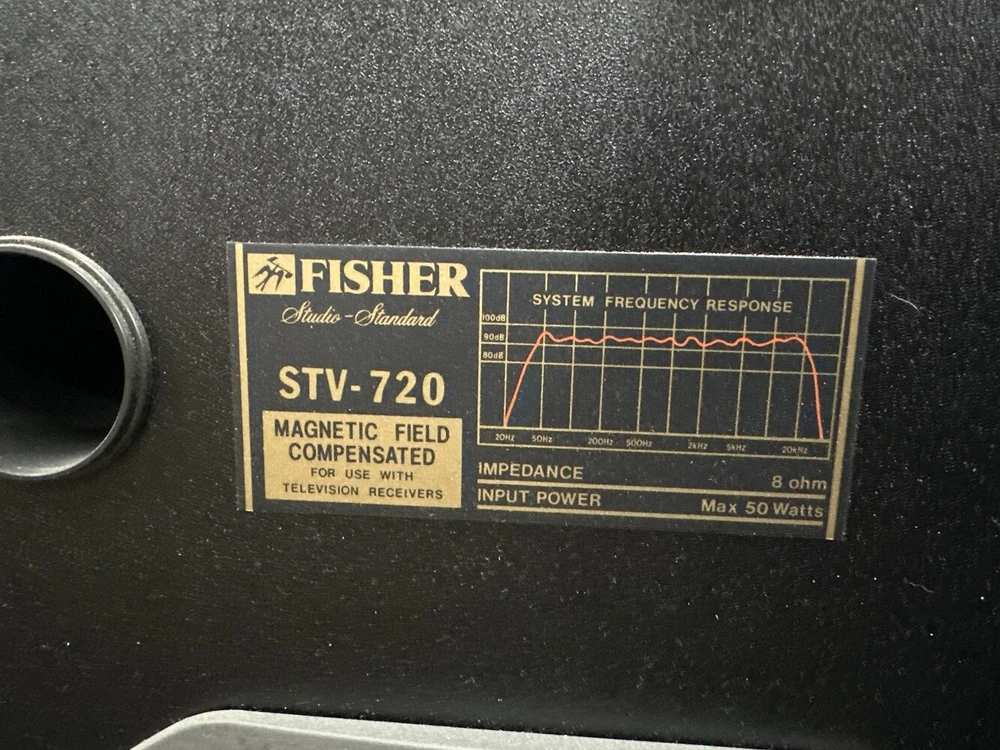 FISHER
Studio-Standard
STV-720
MAGNETIC FIELD
COMPENSATED
FOR USE WITH
TELEVISION RECEIVERS
SYSTEM FREQUENCY RESPONSE
100dB
90dB
80dB
20Hz 50Hz 200Hz 500Hz 2kHz 5kHz 20kHz
IMPEDANCE 8 ohm
INPUT POWER Max 50 Watts